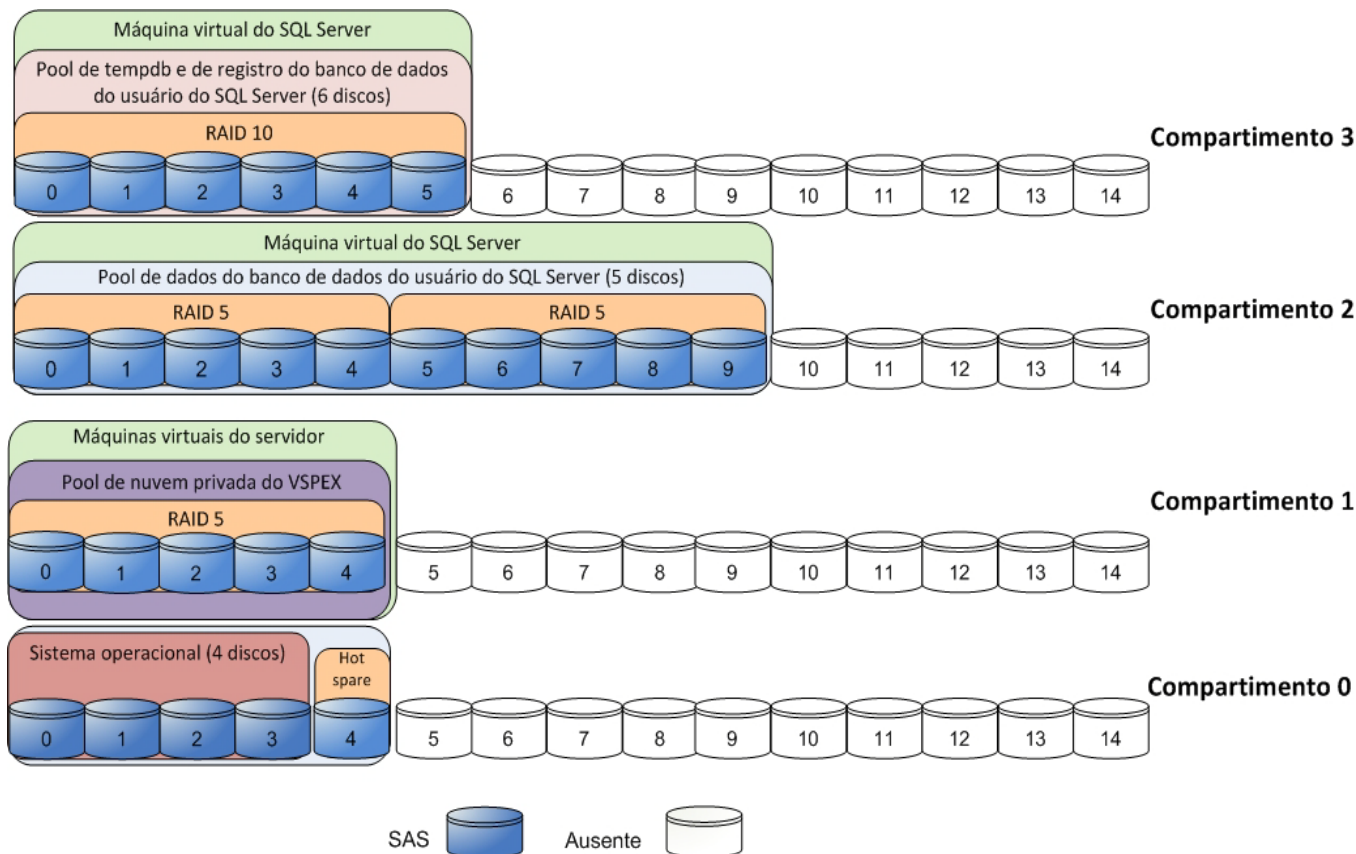 Máquina virtual do SQL Server
Pool de tempdb e de registro do banco de dados
do usuário do SQL Server (6 discos)
RAID 10
0 1 2 3 4 5 6 7 8 9 10 11 12 13 14
Compartimento 3
Máquina virtual do SQL Server
Pool de dados do banco de dados do usuário do SQL Server (5 discos)
RAID 5 RAID 5
0 1 2 3 4 5 6 7 8 9 10 11 12 13 14
Compartimento 2
Máquinas virtuais do servidor
Pool de nuvem privada do VSPEX
RAID 5
0 1 2 3 4 5 6 7 8 9 10 11 12 13 14
Compartimento 1
Sistema operacional (4 discos)
Hot
spare
0 1 2 3 4 5 6 7 8 9 10 11 12 13 14
Compartimento 0
SAS Ausente